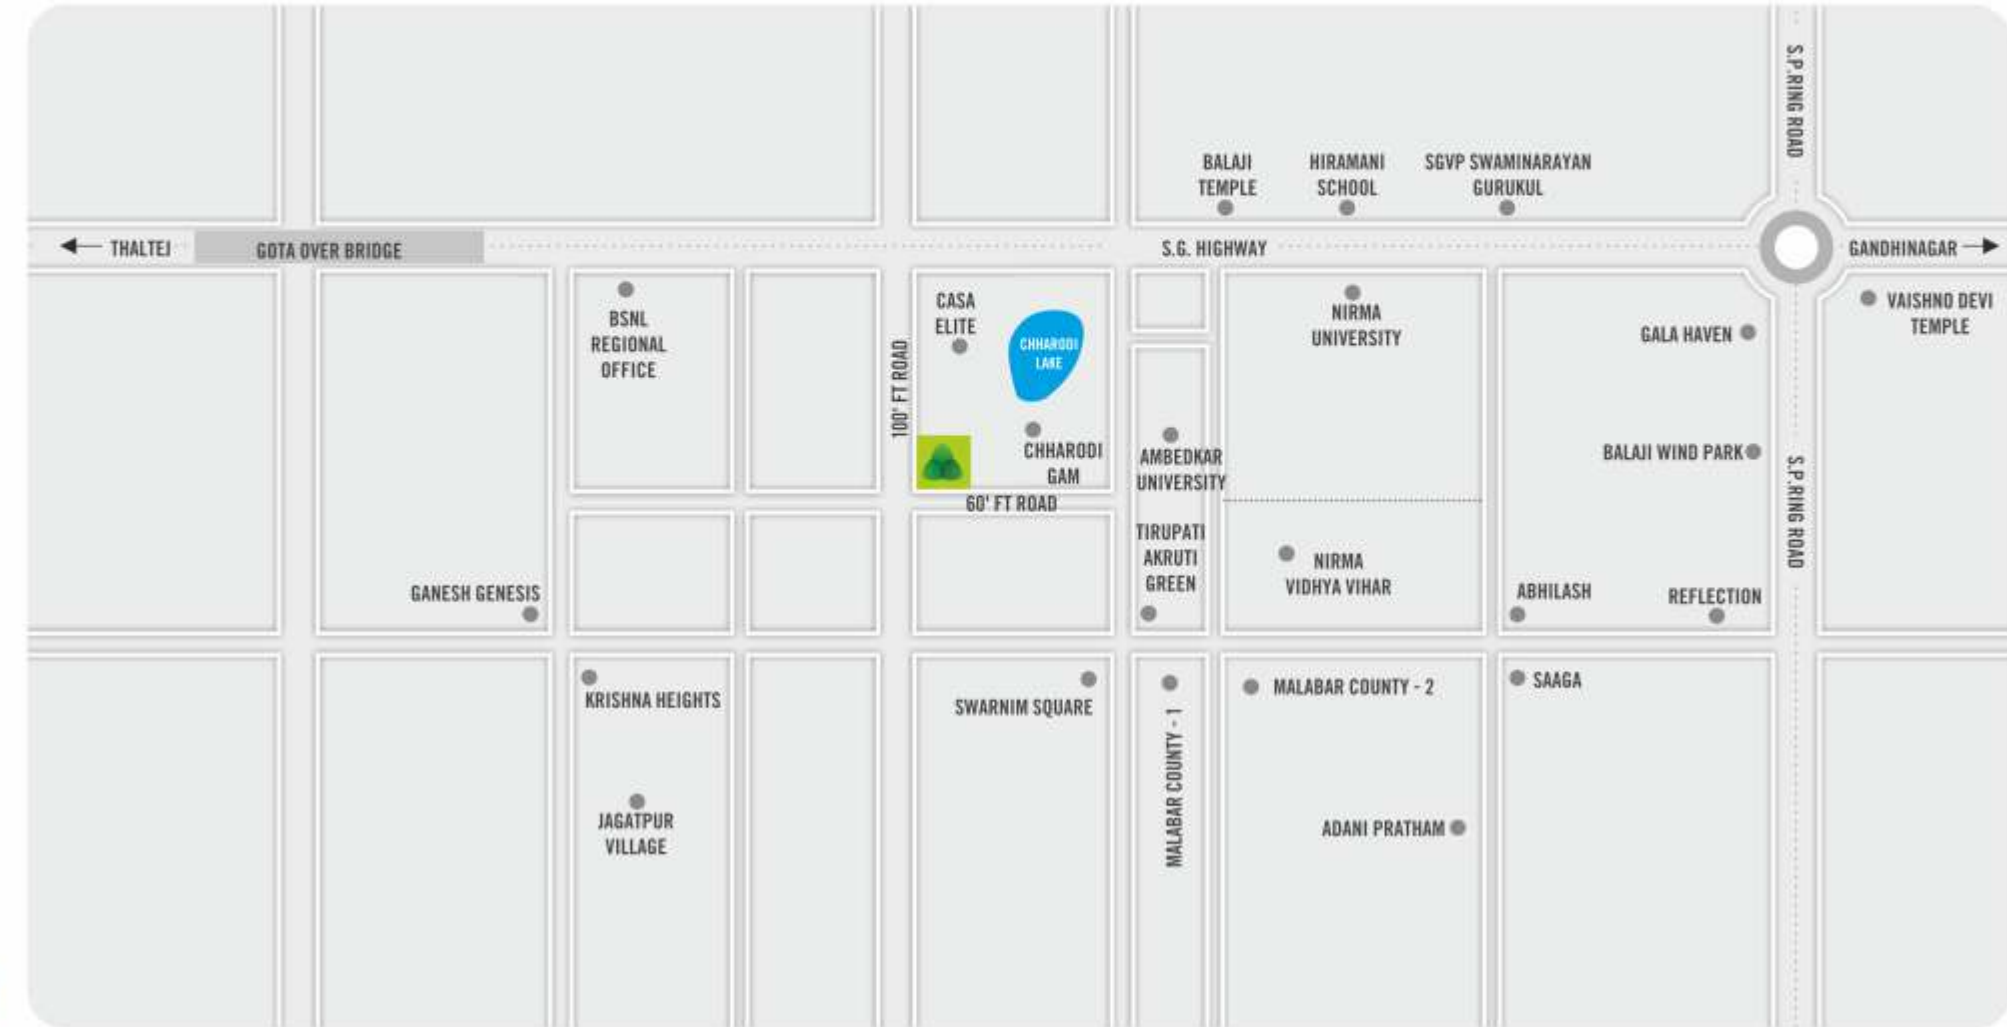 S.P.RING ROAD
BALAJI
TEMPLE
HIRAMANI
SCHOOL
SGVP SWAMINARAYAN
GURUKUL
THALTEJ
GOTA OVER BRIDGE
S.G. HIGHWAY
GANDHINAGAR
BSNL
REGIONAL
OFFICE
100' FT ROAD
CASA
ELITE
CHHARODI
LAKE
CHHARODI
GAM
60' FT ROAD
AMBEDKAR
UNIVERSITY
TIRUPATI
AKRUTI
GREEN
NIRMA
UNIVERSITY
NIRMA
VIDHYA VIHAR
GALA HAVEN
VAISHNO DEVI
TEMPLE
BALAJI WIND PARK
S.P.RING ROAD
GANESH GENESIS
ABHILASH
REFLECTION
KRISHNA HEIGHTS
SWARNIM SQUARE
MALABAR COUNTY - 1
MALABAR COUNTY - 2
SAAGA
JAGATPUR
VILLAGE
ADANI PRATHAM